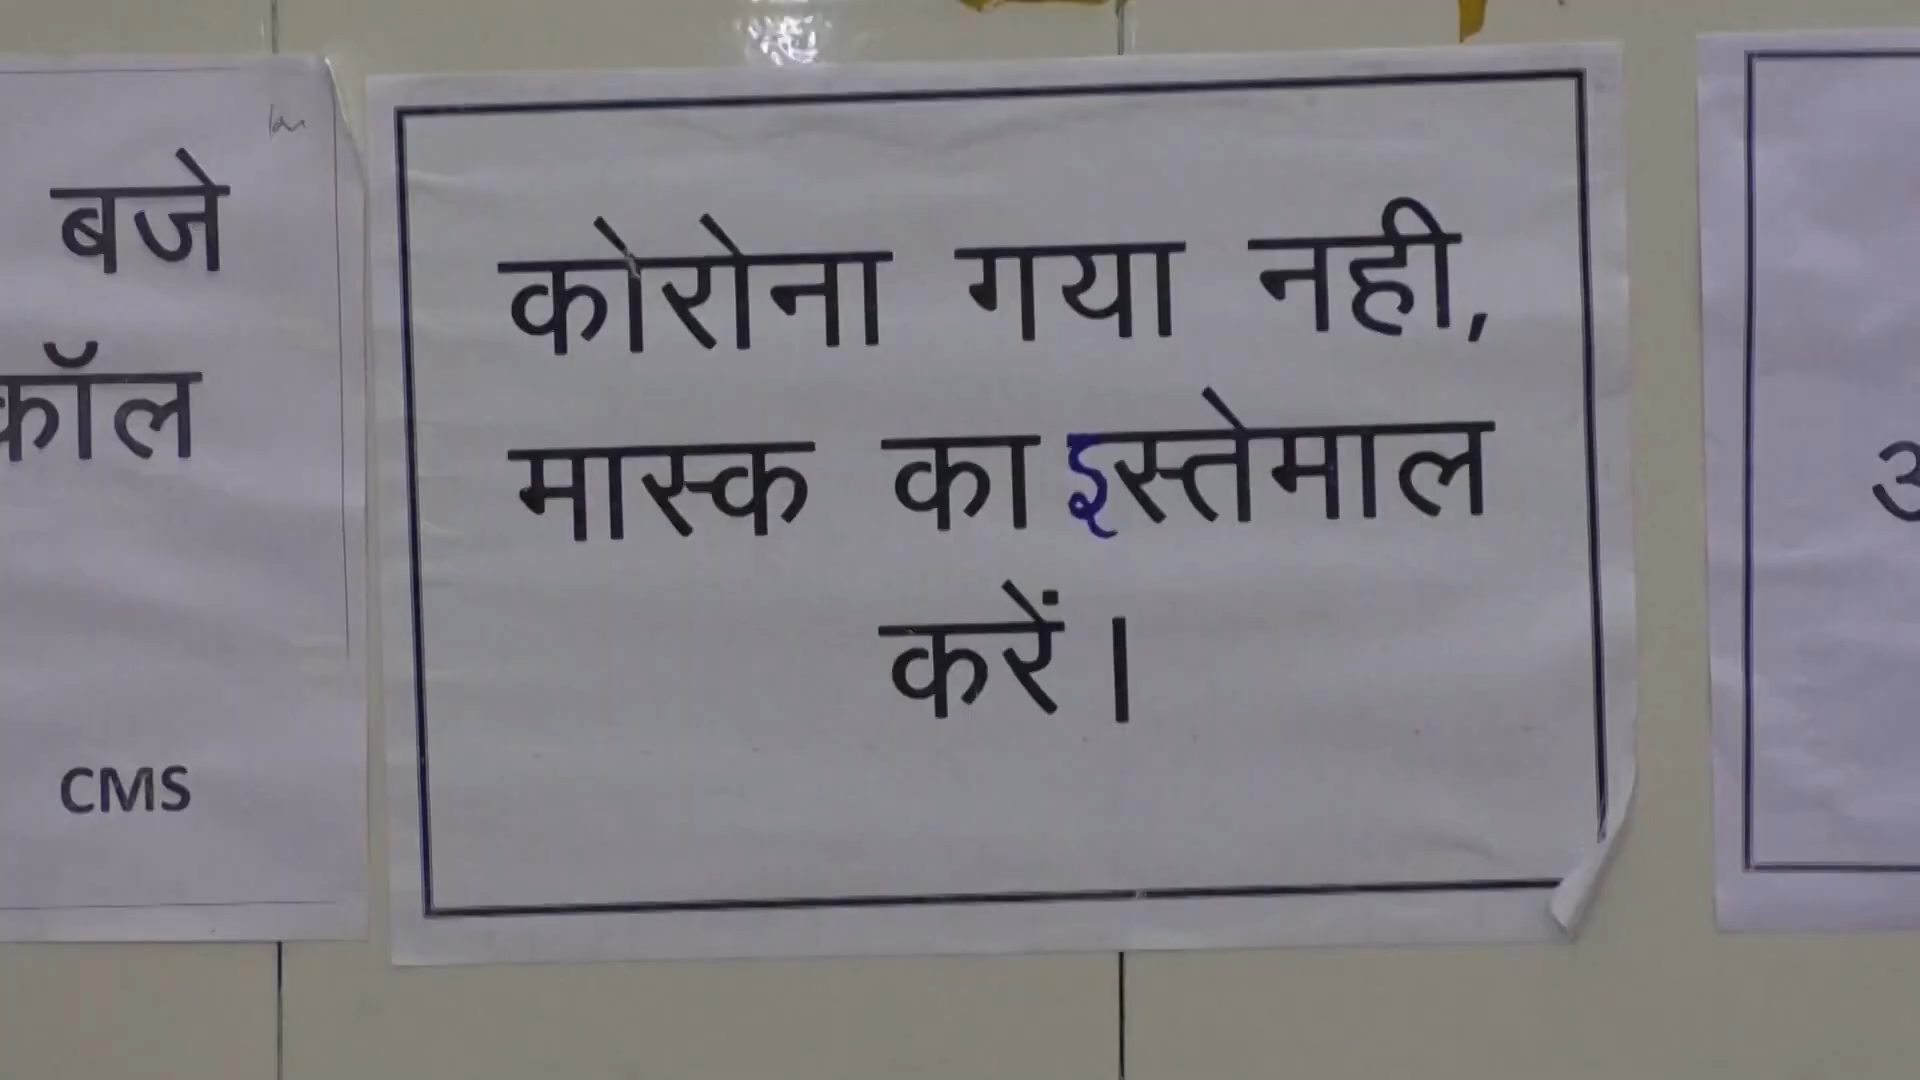 बजे
कॉल
CMS
कोरोना गया नही,
मास्क का इस्तेमाल
करें।